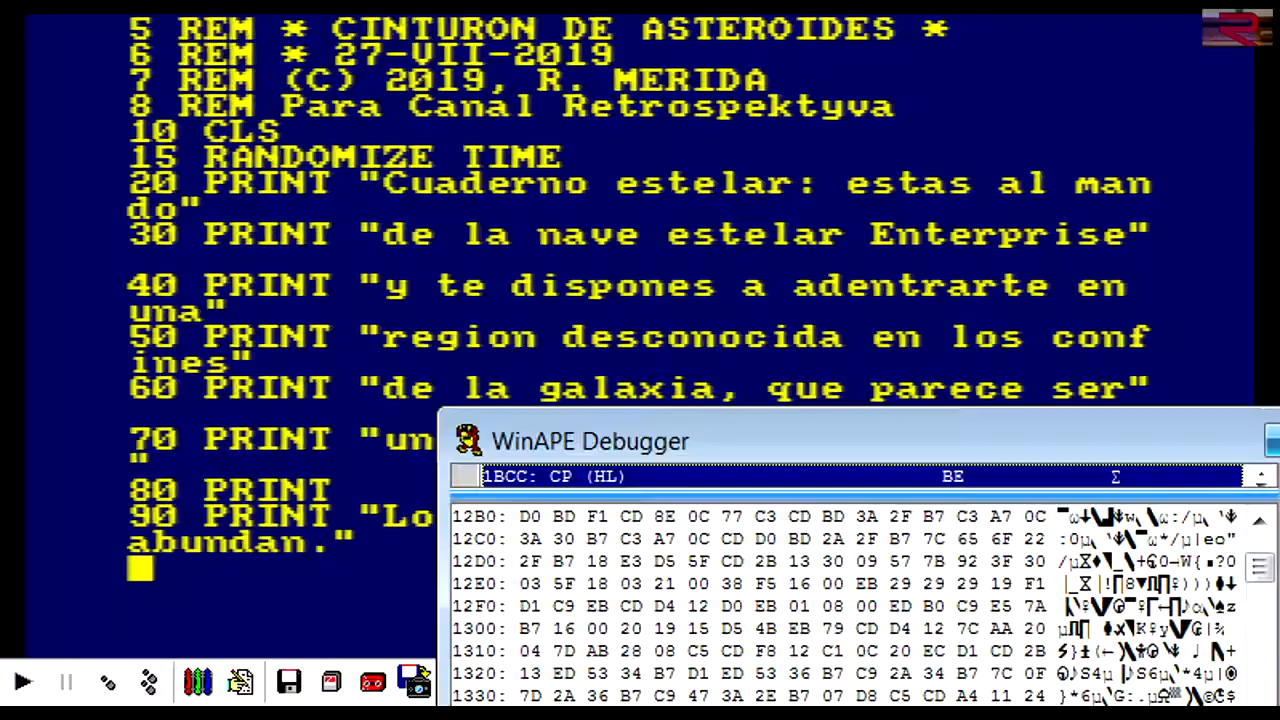 5 REM * CINTURON DE ASTEROIDES *
6 REM * 27-VII-2019
7 REM (C) 2019, R. MERIDA
8 REM Para Canal Retrospektyva
10 CLS
15 RANDOMIZE TIME
20 PRINT "Cuaderno estelar: estas al man
do"
30 PRINT "de la nave estelar Enterprise"
40 PRINT "y te dispones a adentrarte en
una"
50 PRINT "region desconocida en los conf
ines"
60 PRINT "de la galaxia, que parece ser"
70 PRINT "un
"
80 PRINT
90 PRINT "Lo
abundan."
WinAPE Debugger
1BCC: CP (HL) BE Σ
12B0: D0 BD F1 CD 8E 0C 77 C3 CD BD 3A 2F B7 C3 A7 0C
12C0: 3A 30 B7 C3 A7 0C CD D0 BD 2A 2F B7 7C 65 6F 22
12D0: 2F B7 18 E3 D5 5F CD 2B 13 30 09 57 7B 92 3F 30
12E0: 03 5F 18 03 21 00 38 F5 16 00 EB 29 29 29 19 F1
12F0: D1 C9 EB CD D4 12 D0 EB 01 08 00 ED B0 C9 E5 7A
1300: B7 16 00 20 19 15 D5 4B EB 79 CD D4 12 7C AA 20
1310: 04 7D AB 28 08 C5 CD F8 12 C1 0C 20 EC D1 CD 2B
1320: 13 ED 53 34 B7 D1 ED 53 36 B7 C9 2A 34 B7 7C 0F
1330: 7D 2A 36 B7 C9 47 3A 2E B7 07 D8 C5 CD A4 11 24